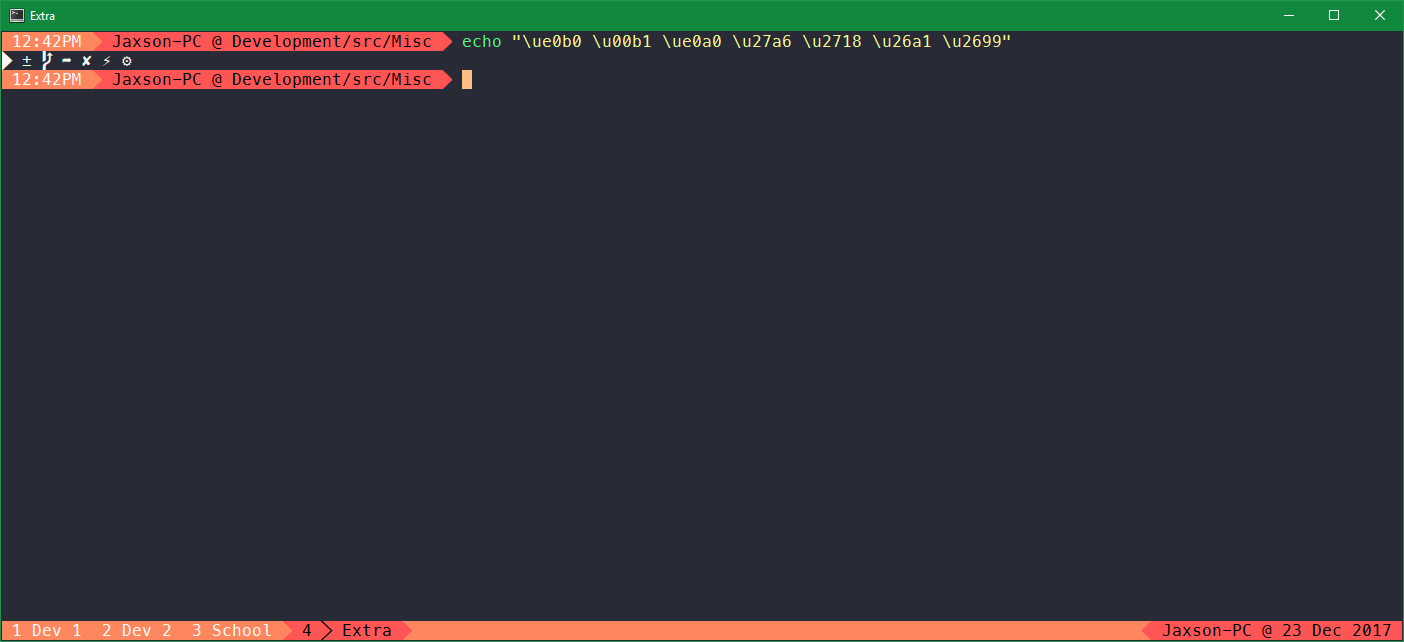 Extra
12:42PM Jaxson-PC @ Development/src/Misc echo "\ue0b0 \u00b1 \ue0a0 \u27a6 \u2718 \u26a1 \u2699"
 ±  ➦ ✘ ⚡ ⚙
12:42PM Jaxson-PC @ Development/src/Misc
1 Dev 1 2 Dev 2 3 School 4 Extra Jaxson-PC @ 23 Dec 2017